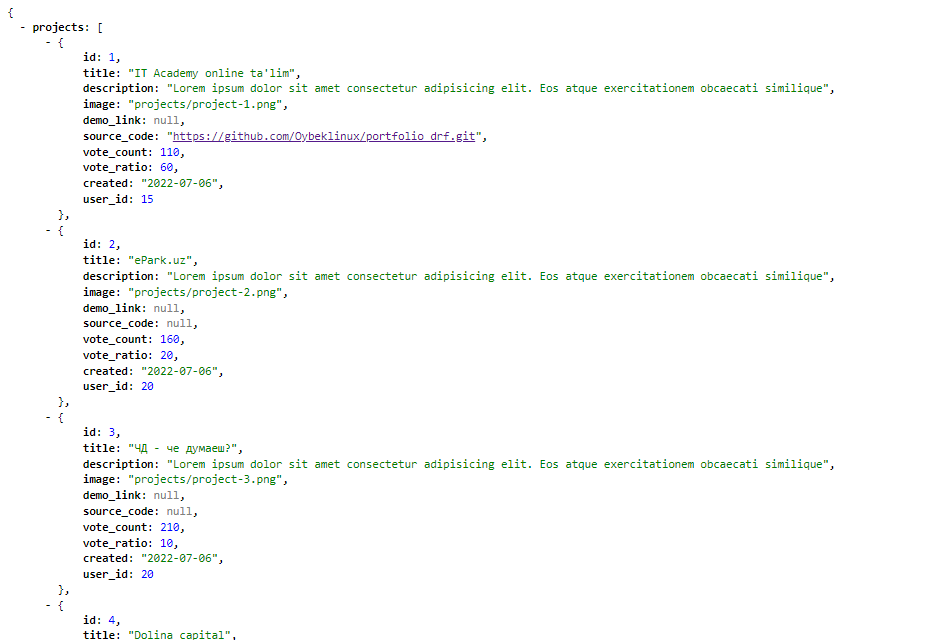 {
- projects: [
- {
id: 1,
title: "IT Academy online ta'lim",
description: "Lorem ipsum dolor sit amet consectetur adipisicing elit. Eos atque exercitationem obcaecati similique",
image: "projects/project-1.png",
demo_link: null,
source_code: "https://github.com/Oybeklinux/portfolio_drf.git",
vote_count: 110,
vote_ratio: 60,
created: "2022-07-06",
user_id: 15
},
- {
id: 2,
title: "ePark.uz",
description: "Lorem ipsum dolor sit amet consectetur adipisicing elit. Eos atque exercitationem obcaecati similique",
image: "projects/project-2.png",
demo_link: null,
source_code: null,
vote_count: 160,
vote_ratio: 20,
created: "2022-07-06",
user_id: 20
},
- {
id: 3,
title: "ЧД - че думаеш?",
description: "Lorem ipsum dolor sit amet consectetur adipisicing elit. Eos atque exercitationem obcaecati similique",
image: "projects/project-3.png",
demo_link: null,
source_code: null,
vote_count: 210,
vote_ratio: 10,
created: "2022-07-06",
user_id: 20
},
- {
id: 4,
title: "Dolina capital",